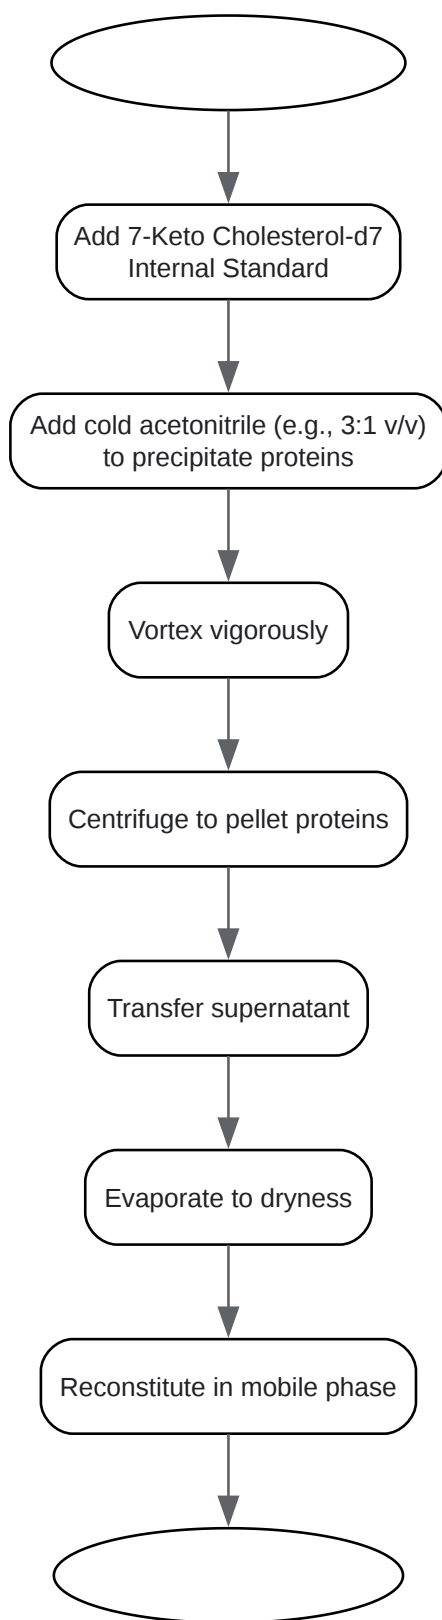 Add 7-Keto Cholesterol-d7
Internal Standard
Add cold acetonitrile (e.g., 3:1 v/v)
to precipitate proteins
Vortex vigorously
Centrifuge to pellet proteins
Transfer supernatant
Evaporate to dryness
Reconstitute in mobile phase